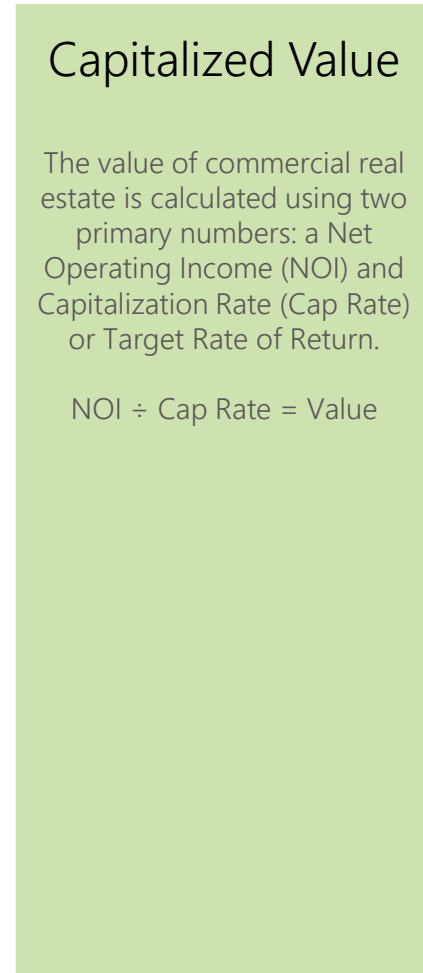 Capitalized Value
The value of commercial real
estate is calculated using two
primary numbers: a Net
Operating Income (NOI) and
Capitalization Rate (Cap Rate)
or Target Rate of Return.
NOI ÷ Cap Rate = Value